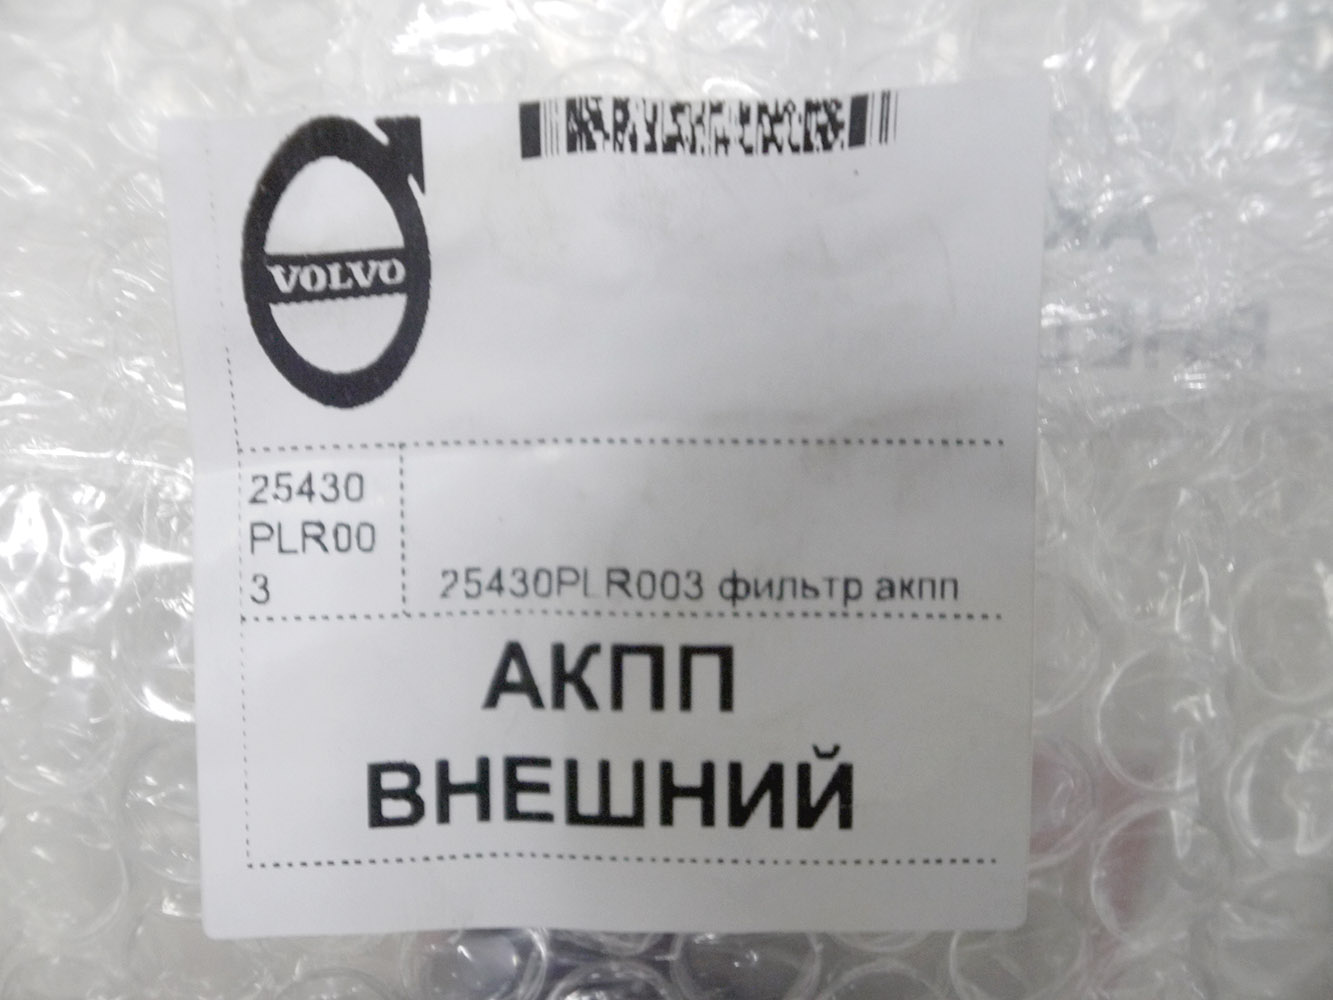 VOLVO
25430
PLR00
3
25430PLR003 фильтр акпп
АКПП
ВНЕШНИЙ